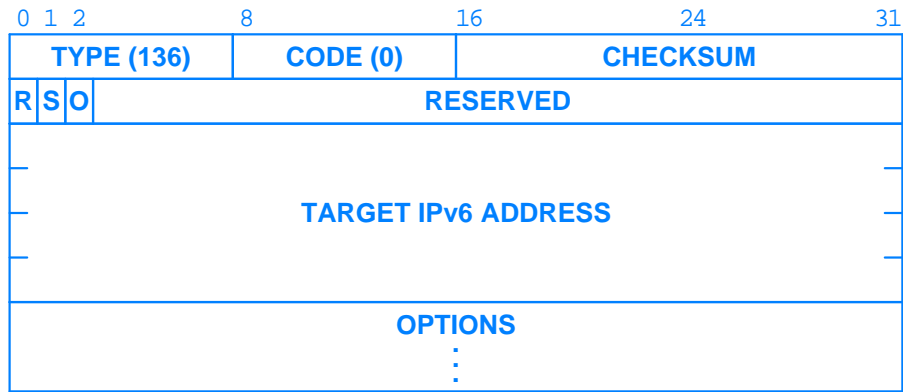 0 1 2 8 16 24 31
TYPE (136) CODE (0) CHECKSUM
R S O RESERVED
TARGET IPv6 ADDRESS
OPTIONS